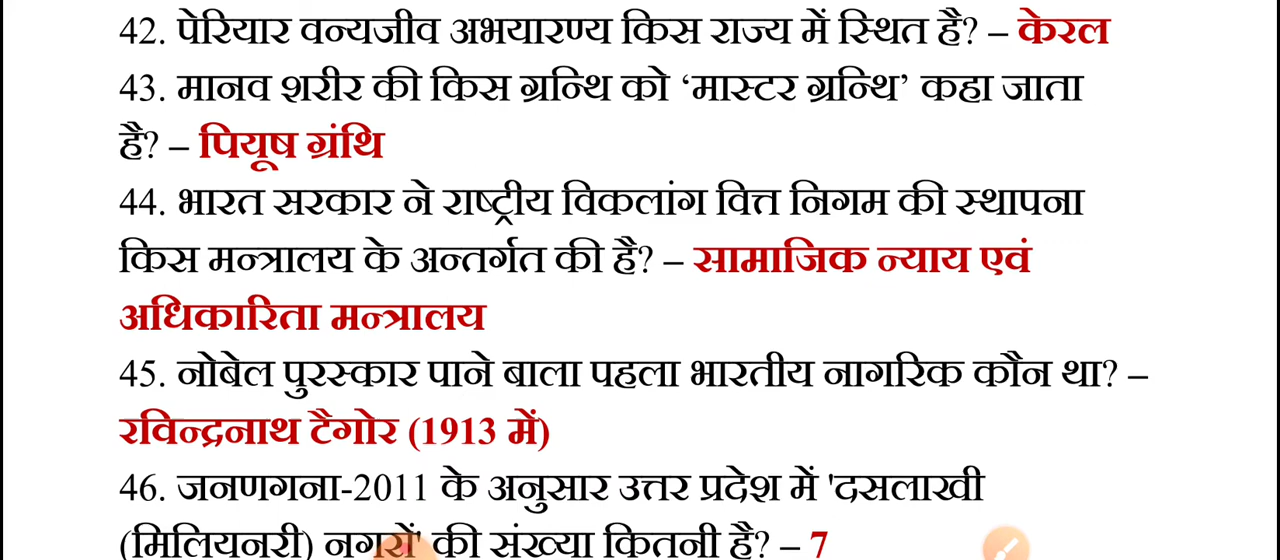 42. पेरियार वन्यजीव अभयारण्य किस राज्य में स्थित है? – केरल
43. मानव शरीर की किस ग्रन्थि को ‘मास्टर ग्रन्थि’ कहा जाता
है? – पियूष ग्रंथि
44. भारत सरकार ने राष्ट्रीय विकलांग वित्त निगम की स्थापना
किस मन्त्रालय के अन्तर्गत की है? – सामाजिक न्याय एवं
अधिकारिता मन्त्रालय
45. नोबेल पुरस्कार पाने बाला पहला भारतीय नागरिक कौन था? –
रविन्द्रनाथ टैगोर (1913 में)
46. जनणगना-2011 के अनुसार उत्तर प्रदेश में 'दसलाखी
(मिलियनरी) नगरों' की संख्या कितनी है? – 7